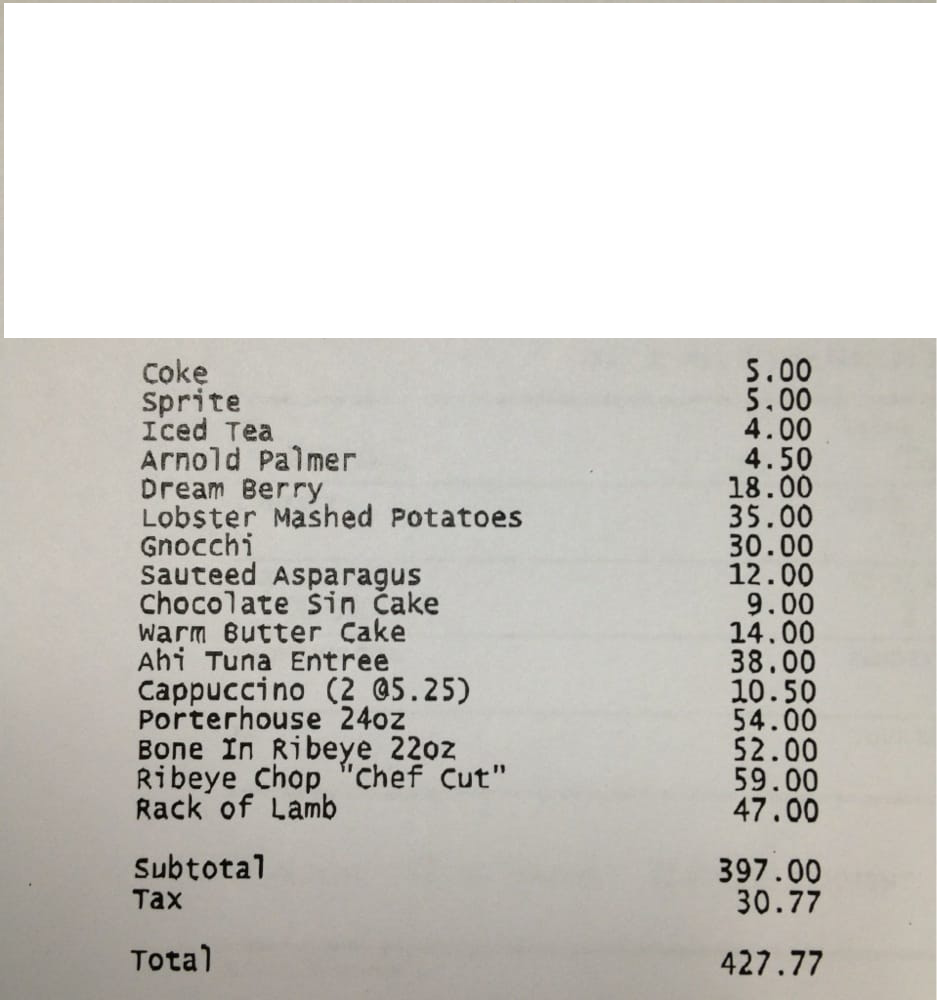 Coke 5.00
Sprite 5.00
Iced Tea 4.00
Arnold Palmer 4.50
Dream Berry 18.00
Lobster Mashed Potatoes 35.00
Gnocchi 30.00
Sauteed Asparagus 12.00
Chocolate Sin Cake 9.00
Warm Butter Cake 14.00
Ahi Tuna Entree 38.00
Cappuccino (2 @5.25) 10.50
Porterhouse 24oz 54.00
Bone In Ribeye 22oz 52.00
Ribeye Chop "Chef Cut" 59.00
Rack of Lamb 47.00
Subtotal 397.00
Tax 30.77
Total 427.77